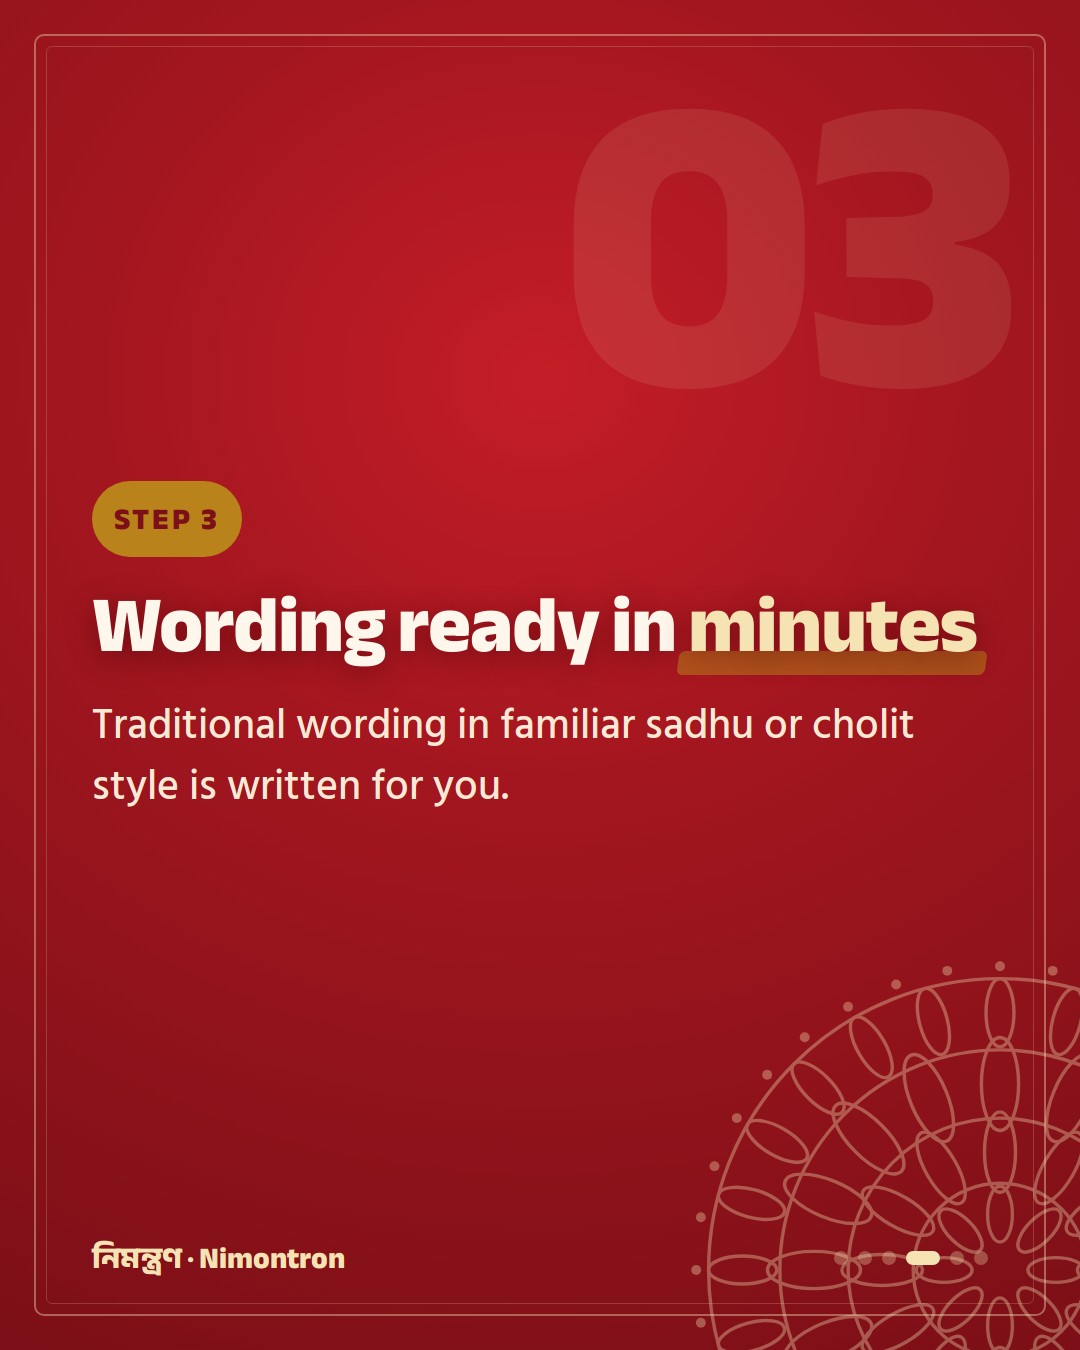 03
STEP 3
Wording ready in minutes
Traditional wording in familiar sadhu or cholit
style is written for you.
নিমন্ত্রণ · Nimontron